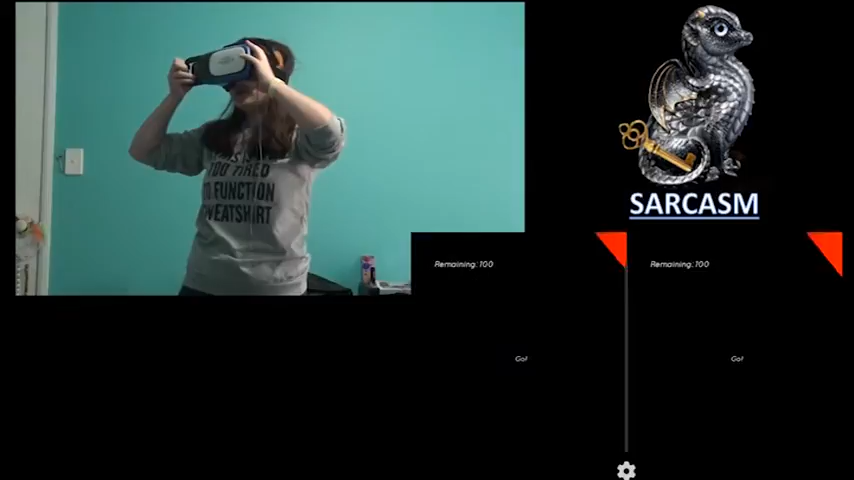 TOO TIRED
TO FUNCTION
SWEATSHIRT
SARCASM
Remaining: 100
Remaining: 100
Go!
Go!